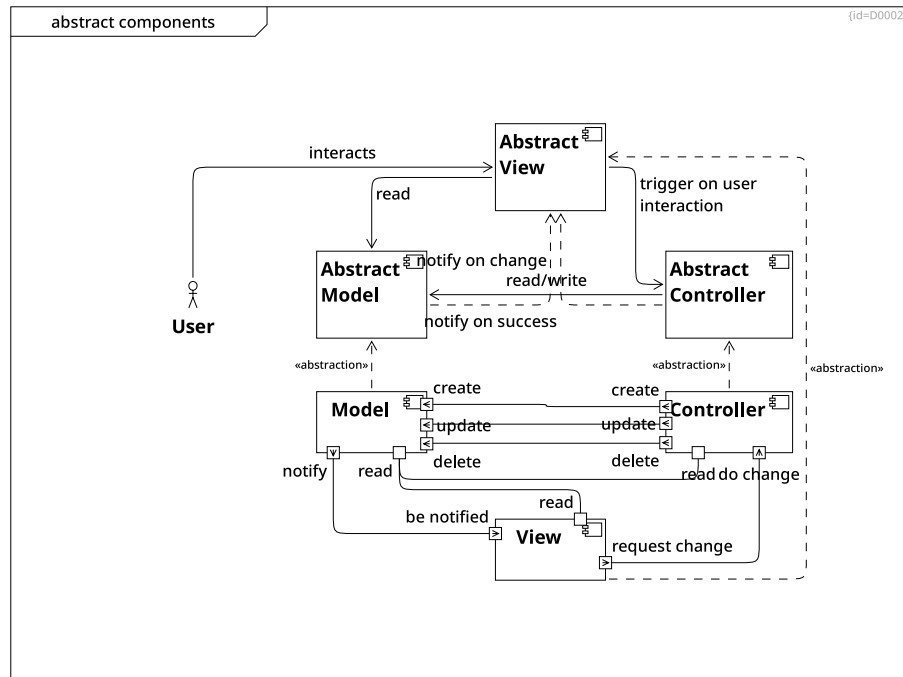 abstract components
{id=D0002
Abstract
View
interacts
read
trigger on user
interaction
Abstract
Model
notify on change
read/write
Abstract
Controller
User
notify on success
«abstraction»
«abstraction»
«abstraction»
create
create
Model
Controller
update
update
delete
delete
notify
read
read
do change
read
be notified
View
request change